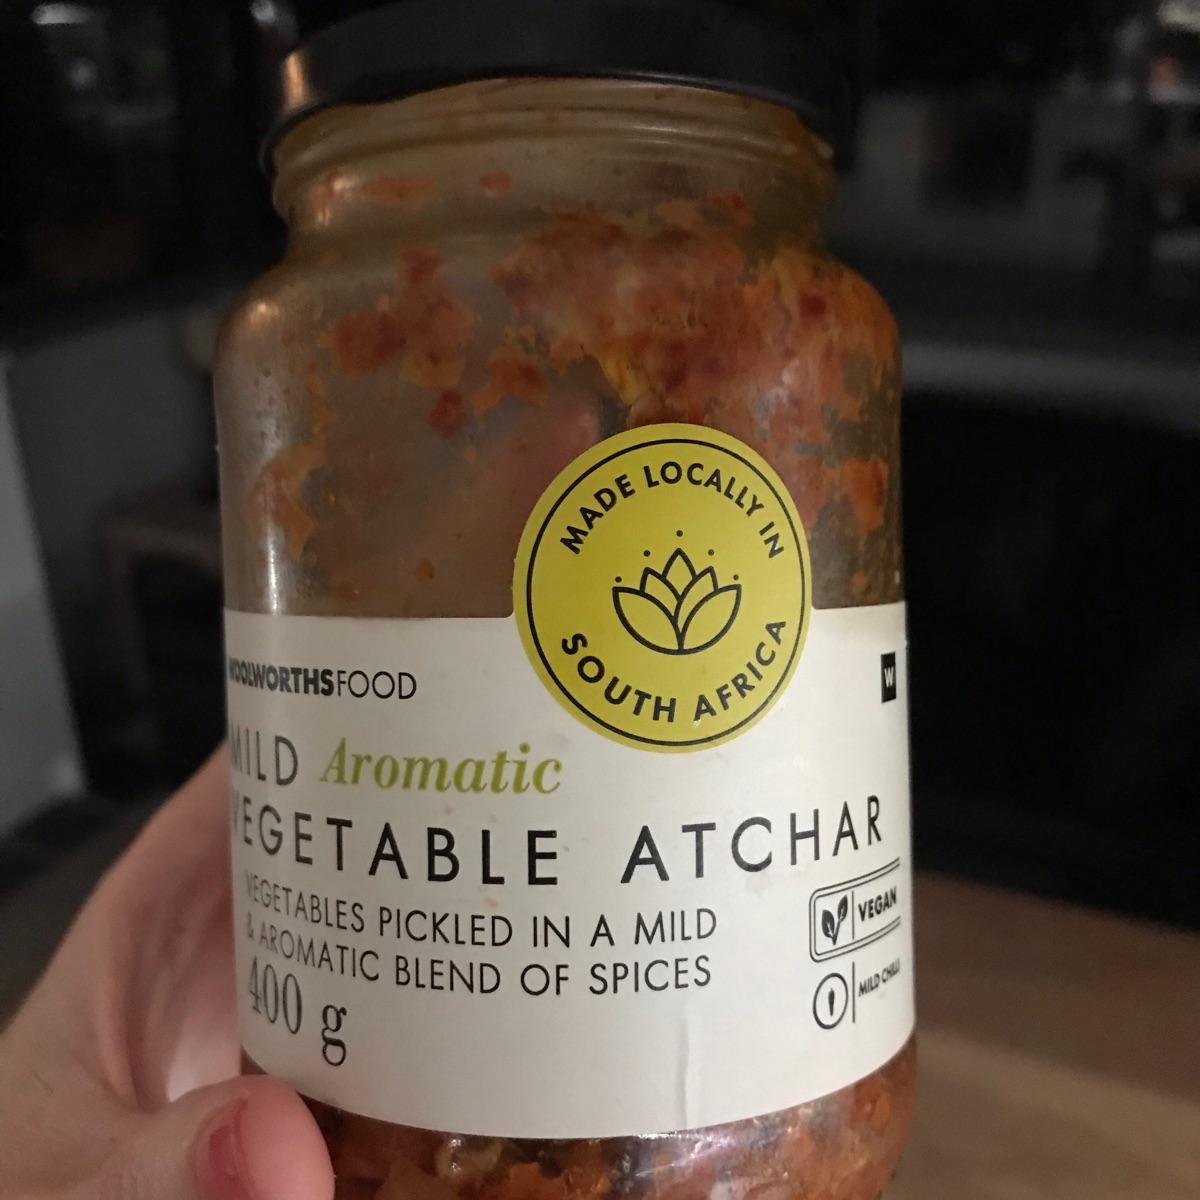 MADE LOCALLY IN
SOUTH AFRICA
WOOLWORTHSFOOD
W
MILD Aromatic
VEGETABLE ATCHAR
VEGETABLES PICKLED IN A MILD
& AROMATIC BLEND OF SPICES
400 g
VEGAN
MILD CHILLI